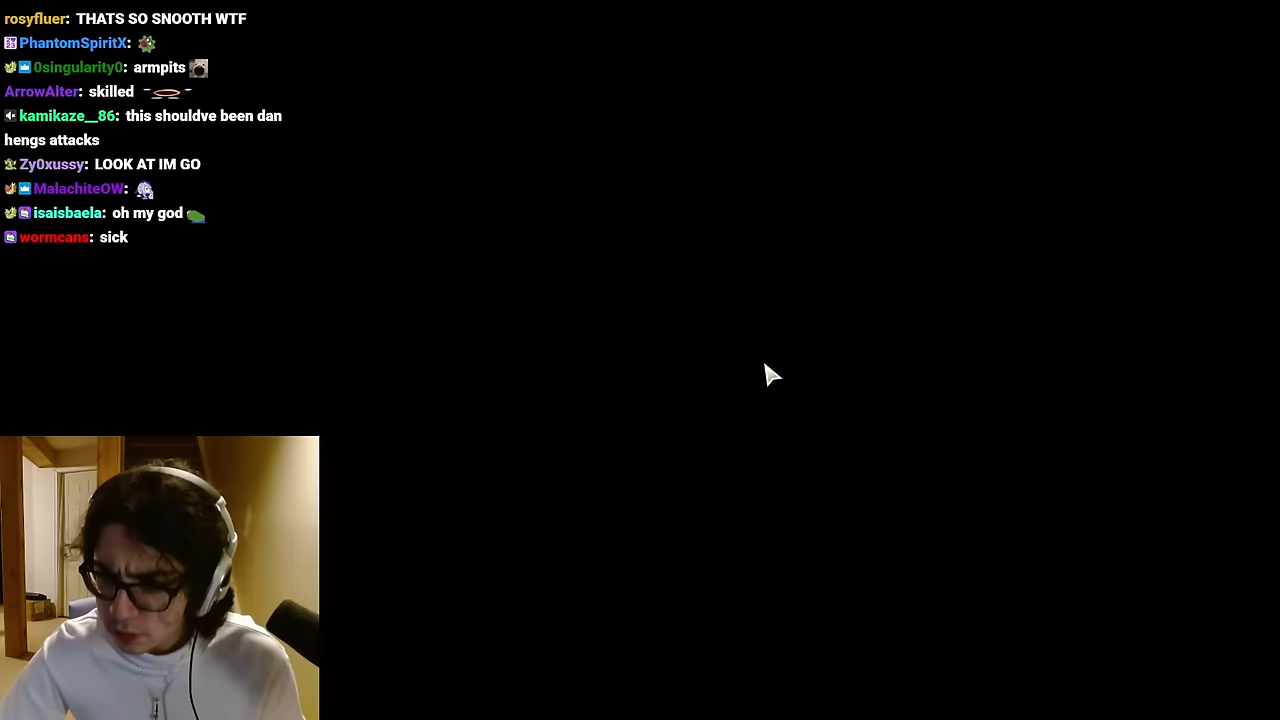 rosyfluer: THATS SO SNOOTH WTF
PhantomSpiritX:
0singularity0: armpits
ArrowAlter: skilled
kamikaze__86: this shouldve been dan
hengs attacks
Zy0xussy: LOOK AT IM GO
MalachiteOW:
isaisbaela: oh my god
wormcans: sick